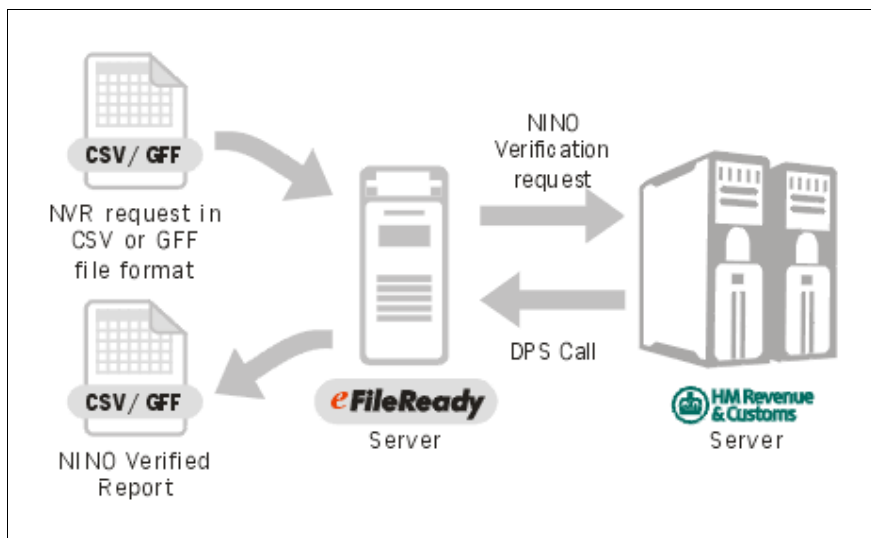 CSV/ GFF
NVR request in
CSV or GFF
file format
CSV/ GFF
NINO Verified
Report
eFileReady
Server
NINO
Verification
request
DPS Call
HM Revenue
& Customs
Server